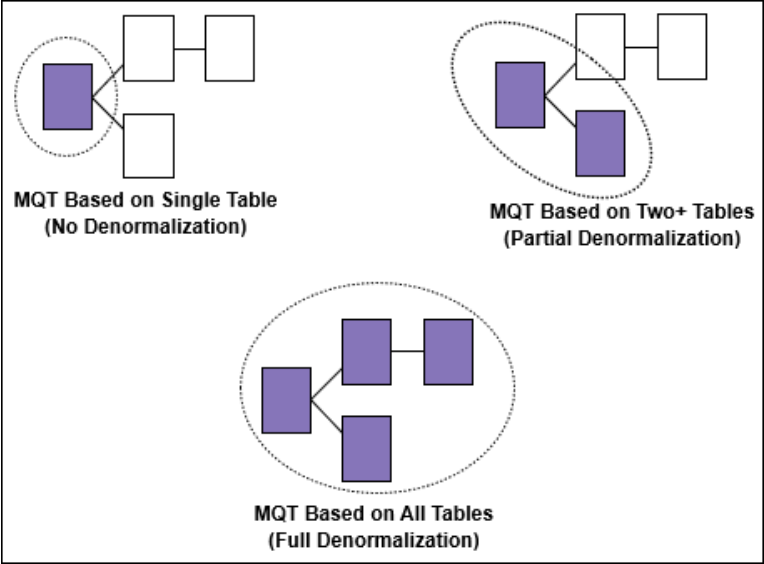 MQT Based on Single Table
(No Denormalization)
MQT Based on Two+ Tables
(Partial Denormalization)
MQT Based on All Tables
(Full Denormalization)